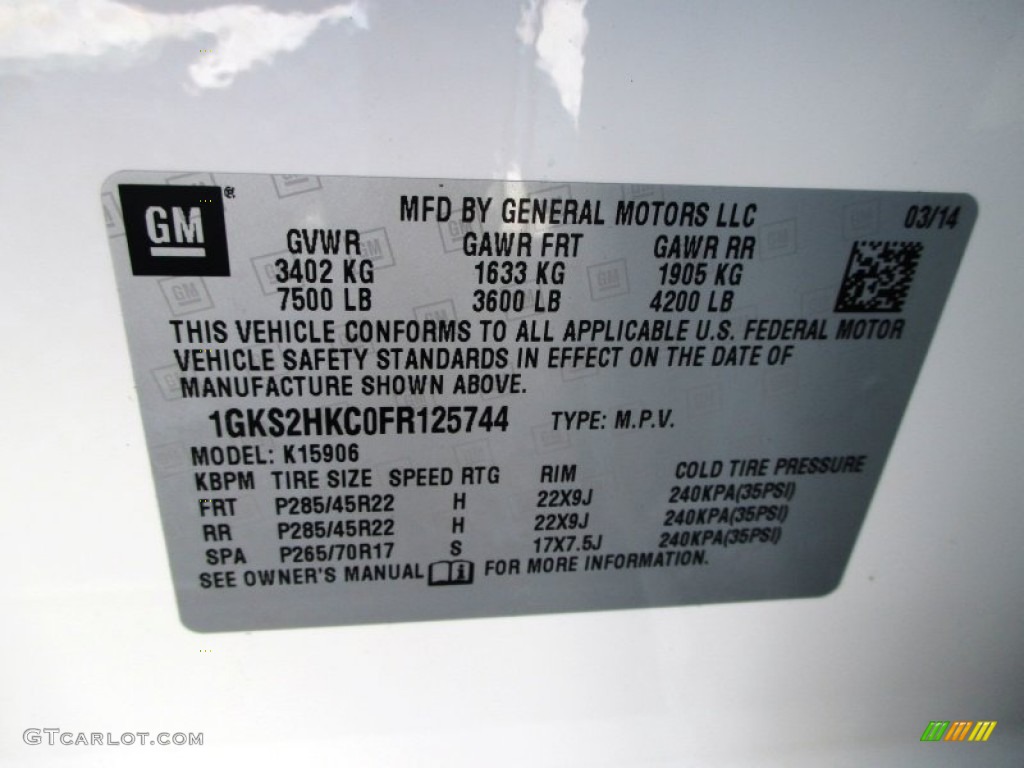 GM® MFD BY GENERAL MOTORS LLC 03/14
GVWR GAWR FRT GAWR RR
3402 KG 1633 KG 1905 KG
7500 LB 3600 LB 4200 LB
THIS VEHICLE CONFORMS TO ALL APPLICABLE U.S. FEDERAL MOTOR
VEHICLE SAFETY STANDARDS IN EFFECT ON THE DATE OF
MANUFACTURE SHOWN ABOVE.
1GKS2HKC0FR125744 TYPE: M.P.V.
MODEL: K15906
KBPM TIRE SIZE SPEED RTG RIM COLD TIRE PRESSURE
FRT P285/45R22 H 22X9J 240KPA(35PSI)
RR P285/45R22 H 22X9J 240KPA(35PSI)
SPA P265/70R17 S 17X7.5J 240KPA(35PSI)
SEE OWNER'S MANUAL FOR MORE INFORMATION.
GTCARLOT.COM